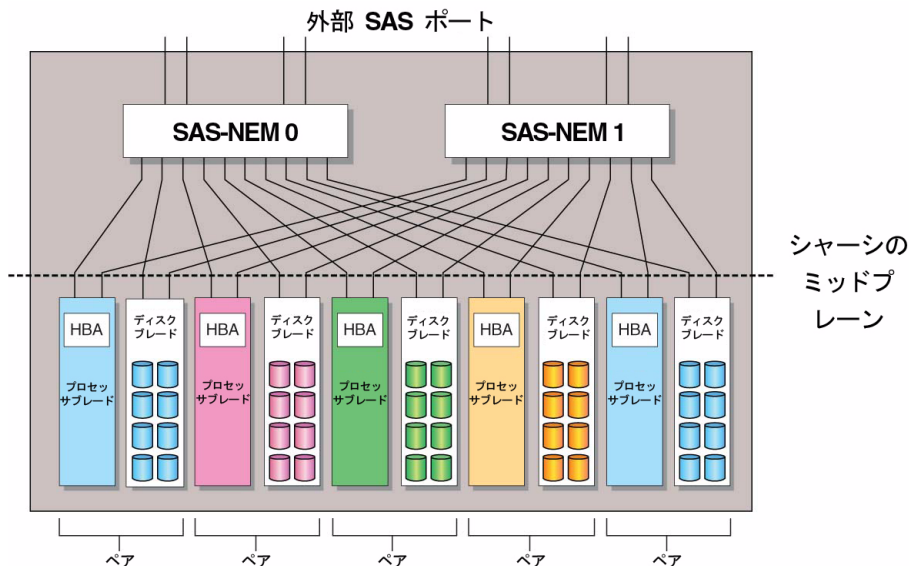 外部 SAS ポート
SAS-NEM 0
SAS-NEM 1
シャーシの
ミッドプ
レーン
HBA
プロセッ
サブレード
ディスク
ブレード
HBA
プロセッ
サブレード
ディスク
ブレード
HBA
プロセッ
サブレード
ディスク
ブレード
HBA
プロセッ
サブレード
ディスク
ブレード
HBA
プロセッ
サブレード
ディスク
ブレード
ペア
ペア
ペア
ペア
ペア